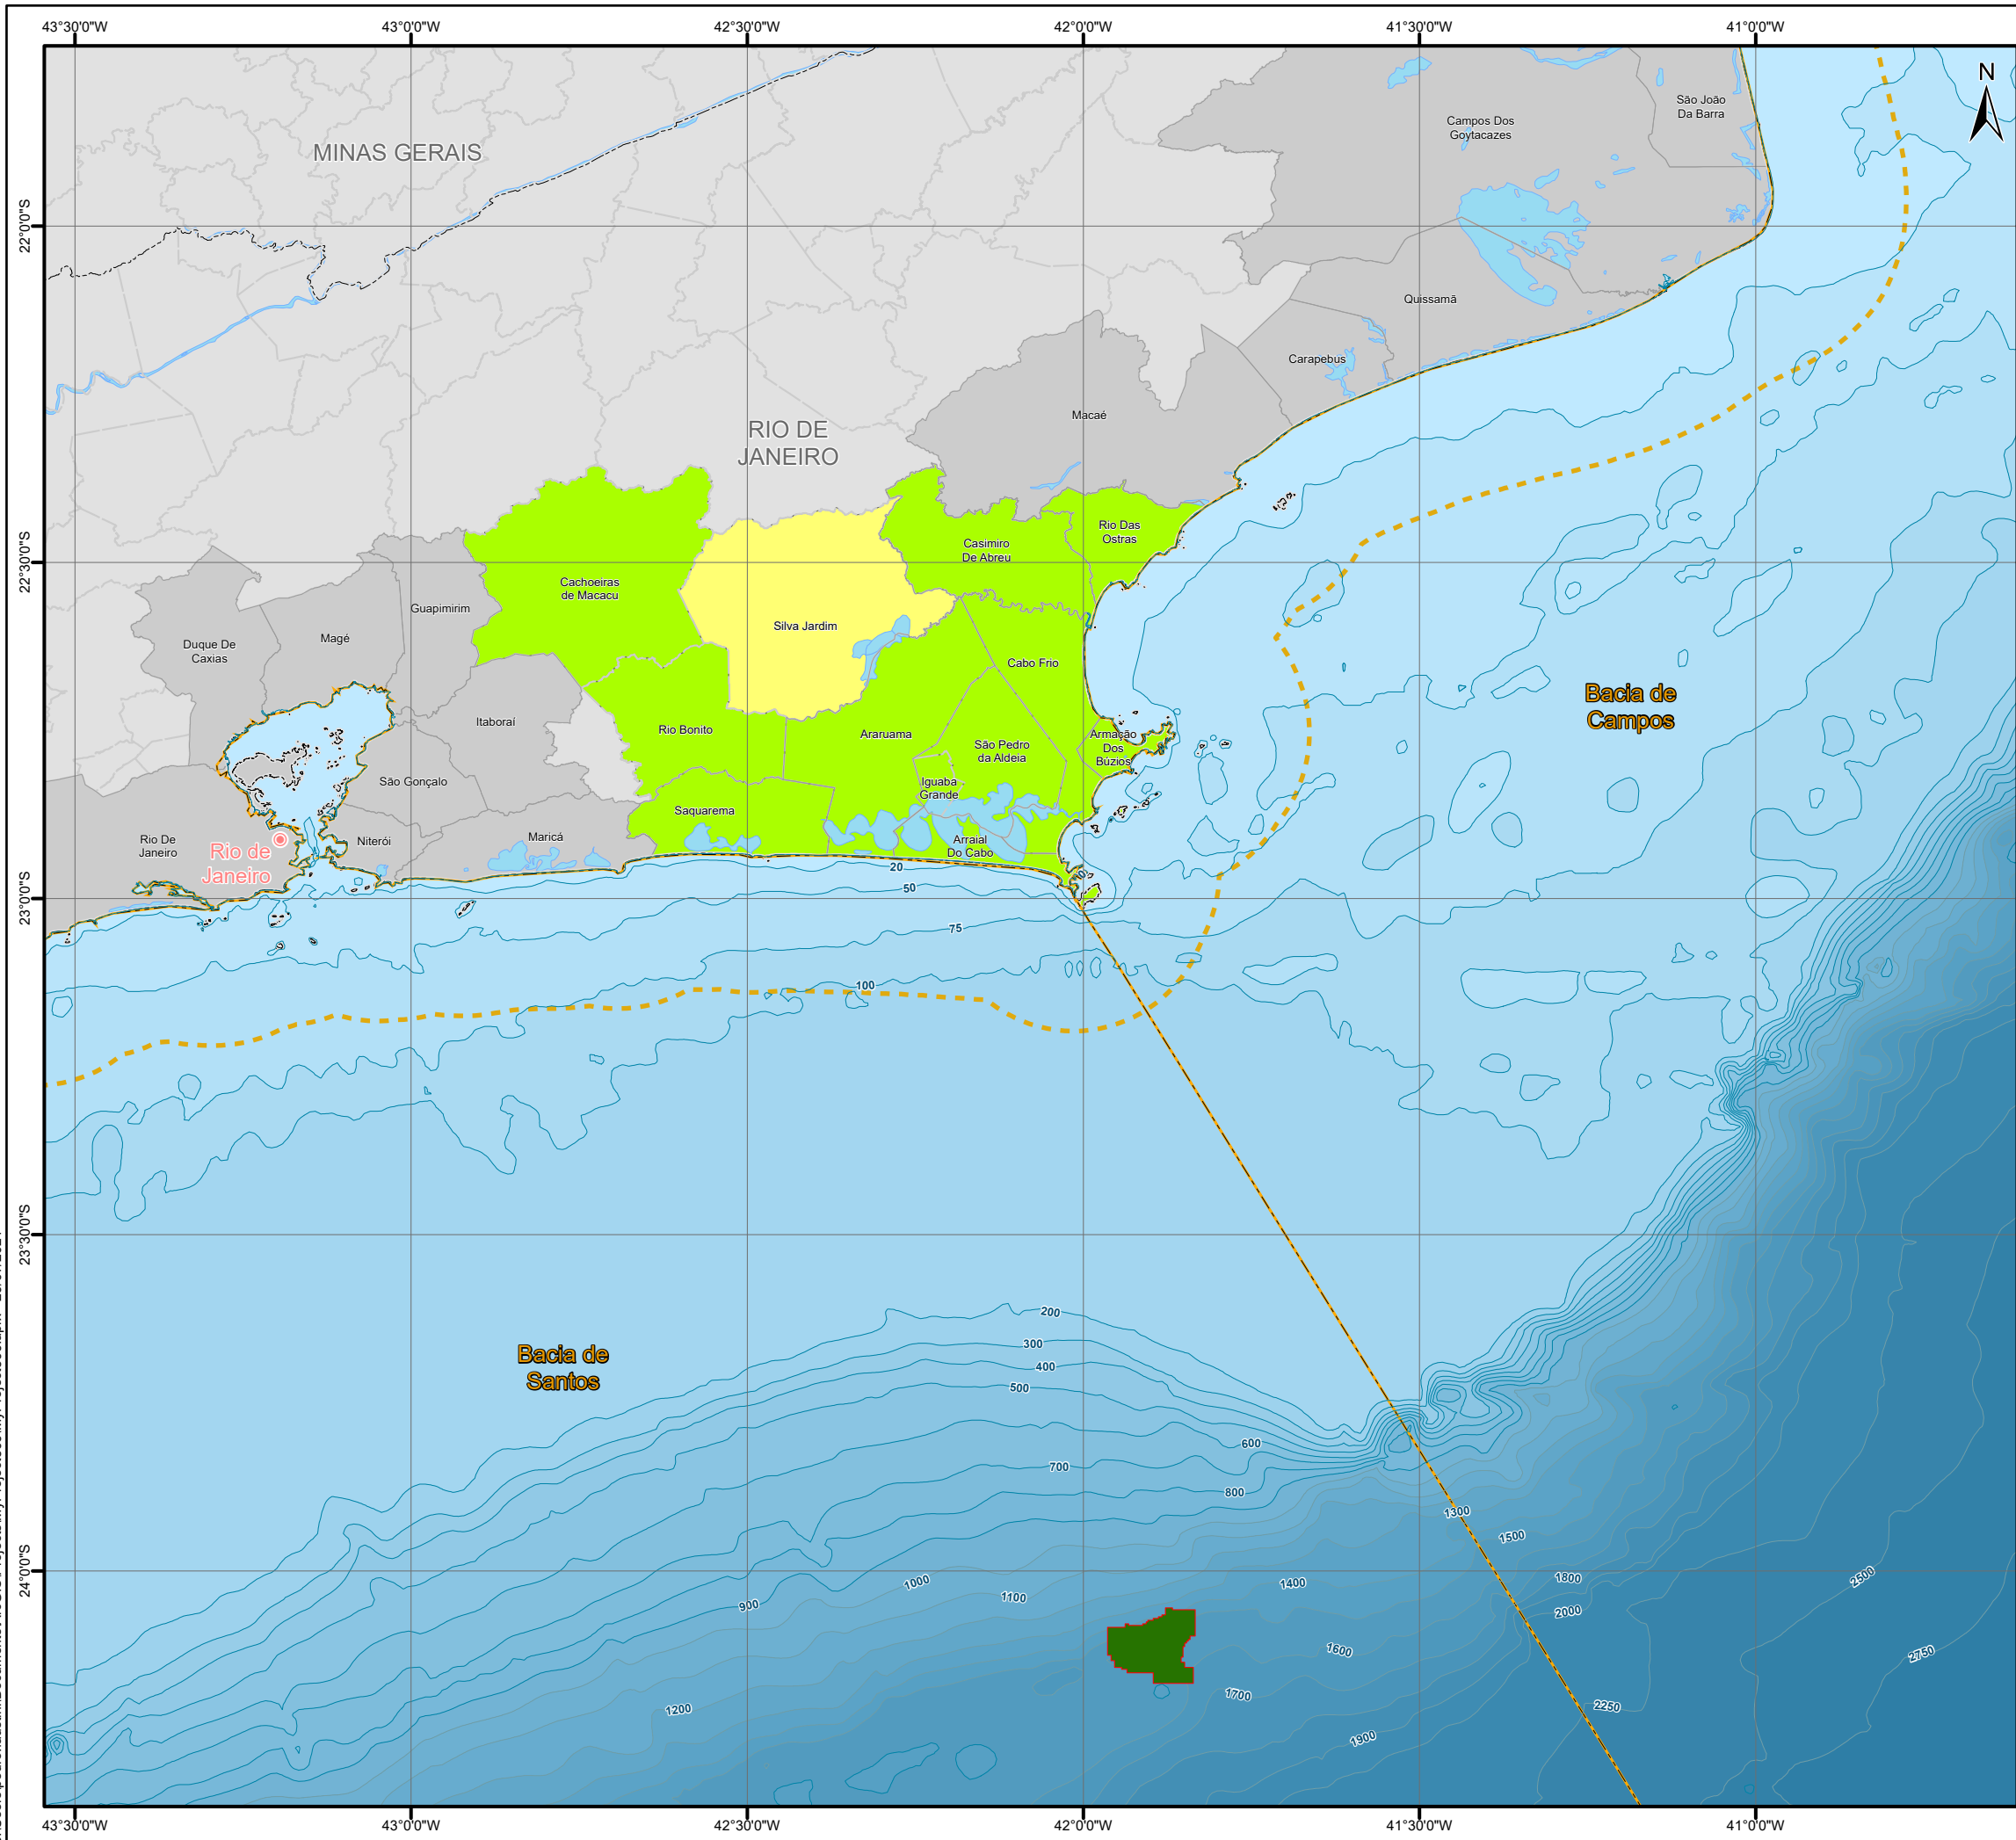 43°30'0"W
43°0'0"W
42°30'0"W
42°0'0"W
41°30'0"W
41°0'0"W
N
São João
Da Barra
Campos Dos
Goytacazes
MINAS GERAIS
22°0'0"S
Quissamã
Carapebus
Macaé
RIO DE
JANEIRO
Rio Das
Ostras
Casimiro
De Abreu
22°30'0"S
Cachoeiras
de Macacu
Guapimirim
Silva Jardim
Magé
Duque De
Caxias
Cabo Frio
Bacia de
Campos
Itaboraí
Rio Bonito
Araruama
Armação
Dos
Búzios
São Pedro
da Aldeia
São Gonçalo
Iguaba
Grande
Saquarema
Maricá
Niterói
Rio De
Janeiro
Rio de
Janeiro
Arraial
Do Cabo
20
50
23°0'0"S
75
100
23°30'0"S
200
300
Bacia de
Santos
400
500
600
700
800
1300
1500
24°0'0"S
1000
1100
1400
1800
2500
900
2000
1600
2750
1700
1200
2250
1900
43°30'0"W
43°0'0"W
42°30'0"W
42°0'0"W
41°30'0"W
41°0'0"W